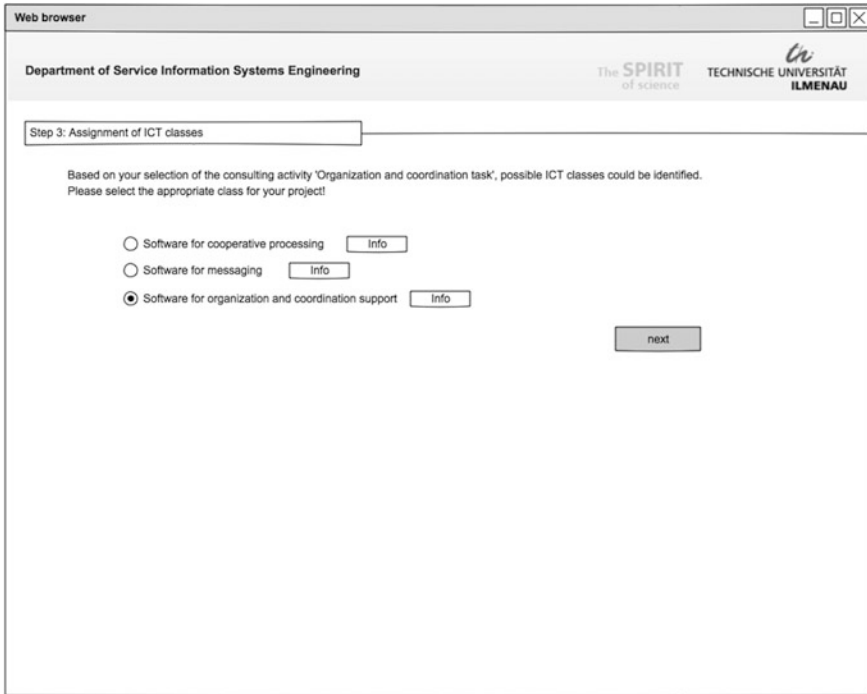 Web browser
Department of Service Information Systems Engineering
The SPIRIT
of science
th
TECHNISCHE UNIVERSITÄT
ILMENAU
Step 3: Assignment of ICT classes
Based on your selection of the consulting activity 'Organization and coordination task', possible ICT classes could be identified.
Please select the appropriate class for your project!
Software for cooperative processing Info
Software for messaging Info
Software for organization and coordination support Info
next